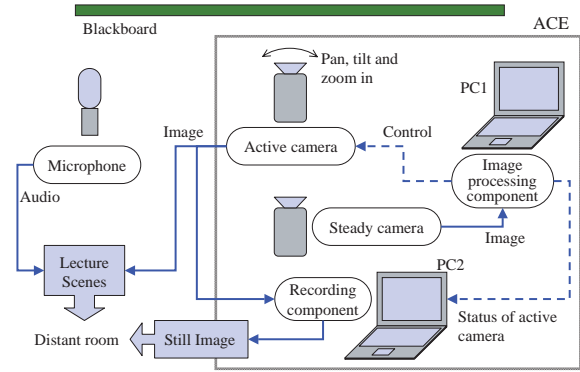 Blackboard
ACE
Pan, tilt and
zoom in
PC1
Image
Control
Active camera
Microphone
Image
processing
component
Audio
Steady camera
Image
Lecture
Scenes
PC2
Recording
component
Status of active
camera
Distant room
Still Image